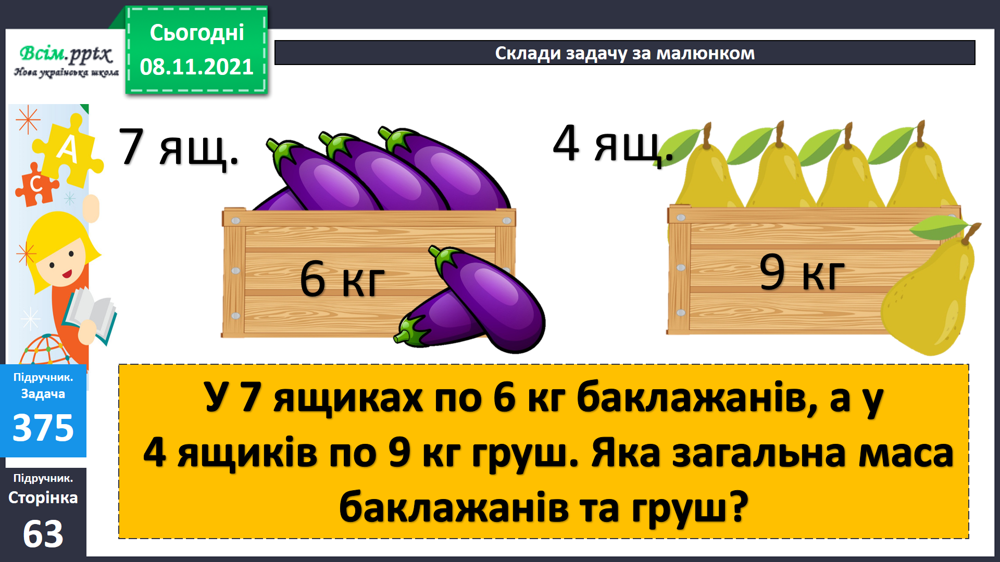 Сьогодні
08.11.2021
Всім.pptx
Нова українська школа
Склади задачу за малюнком
7 ящ.
4 ящ.
А
С
6 кг
9 кг
Підручник.
Задача
375
Підручник.
Сторінка
63
У 7 ящиках по 6 кг баклажанів, а у
4 ящиків по 9 кг груш. Яка загальна маса
баклажанів та груш?